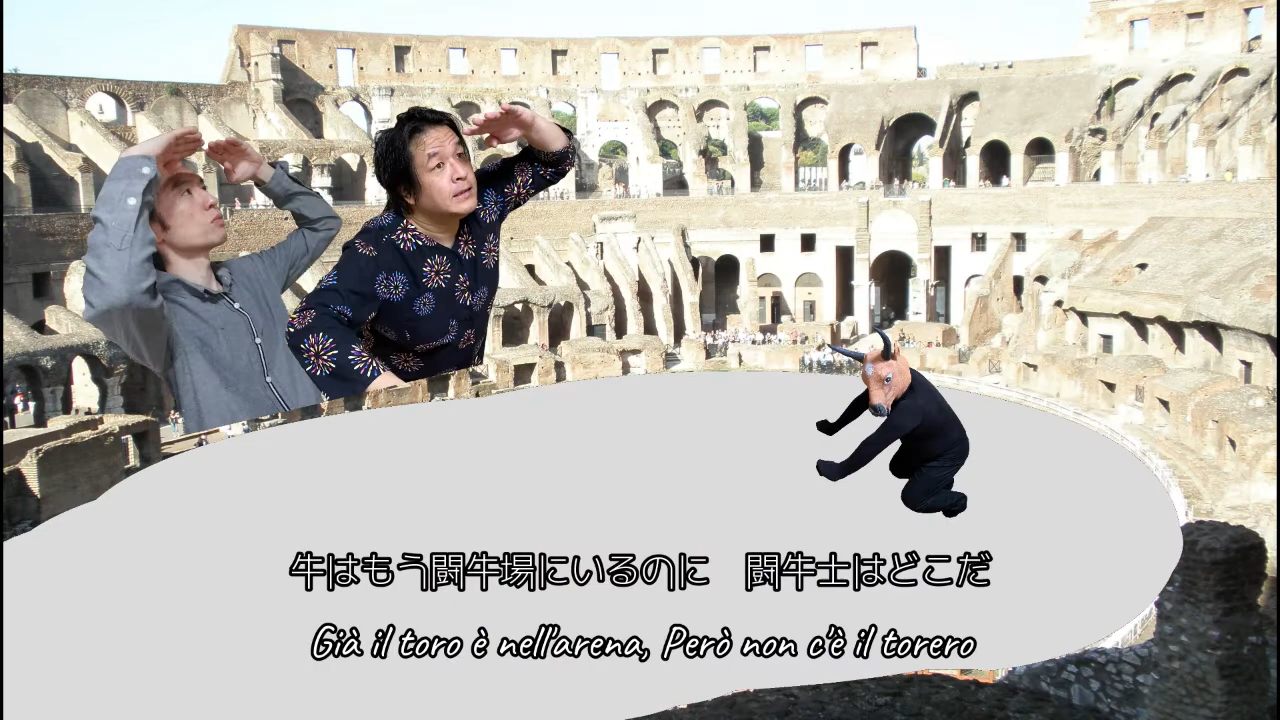 牛はもう闘牛場にいるのに　闘牛士はどこだ
Già il toro è nell'arena, Però non c'è il torero